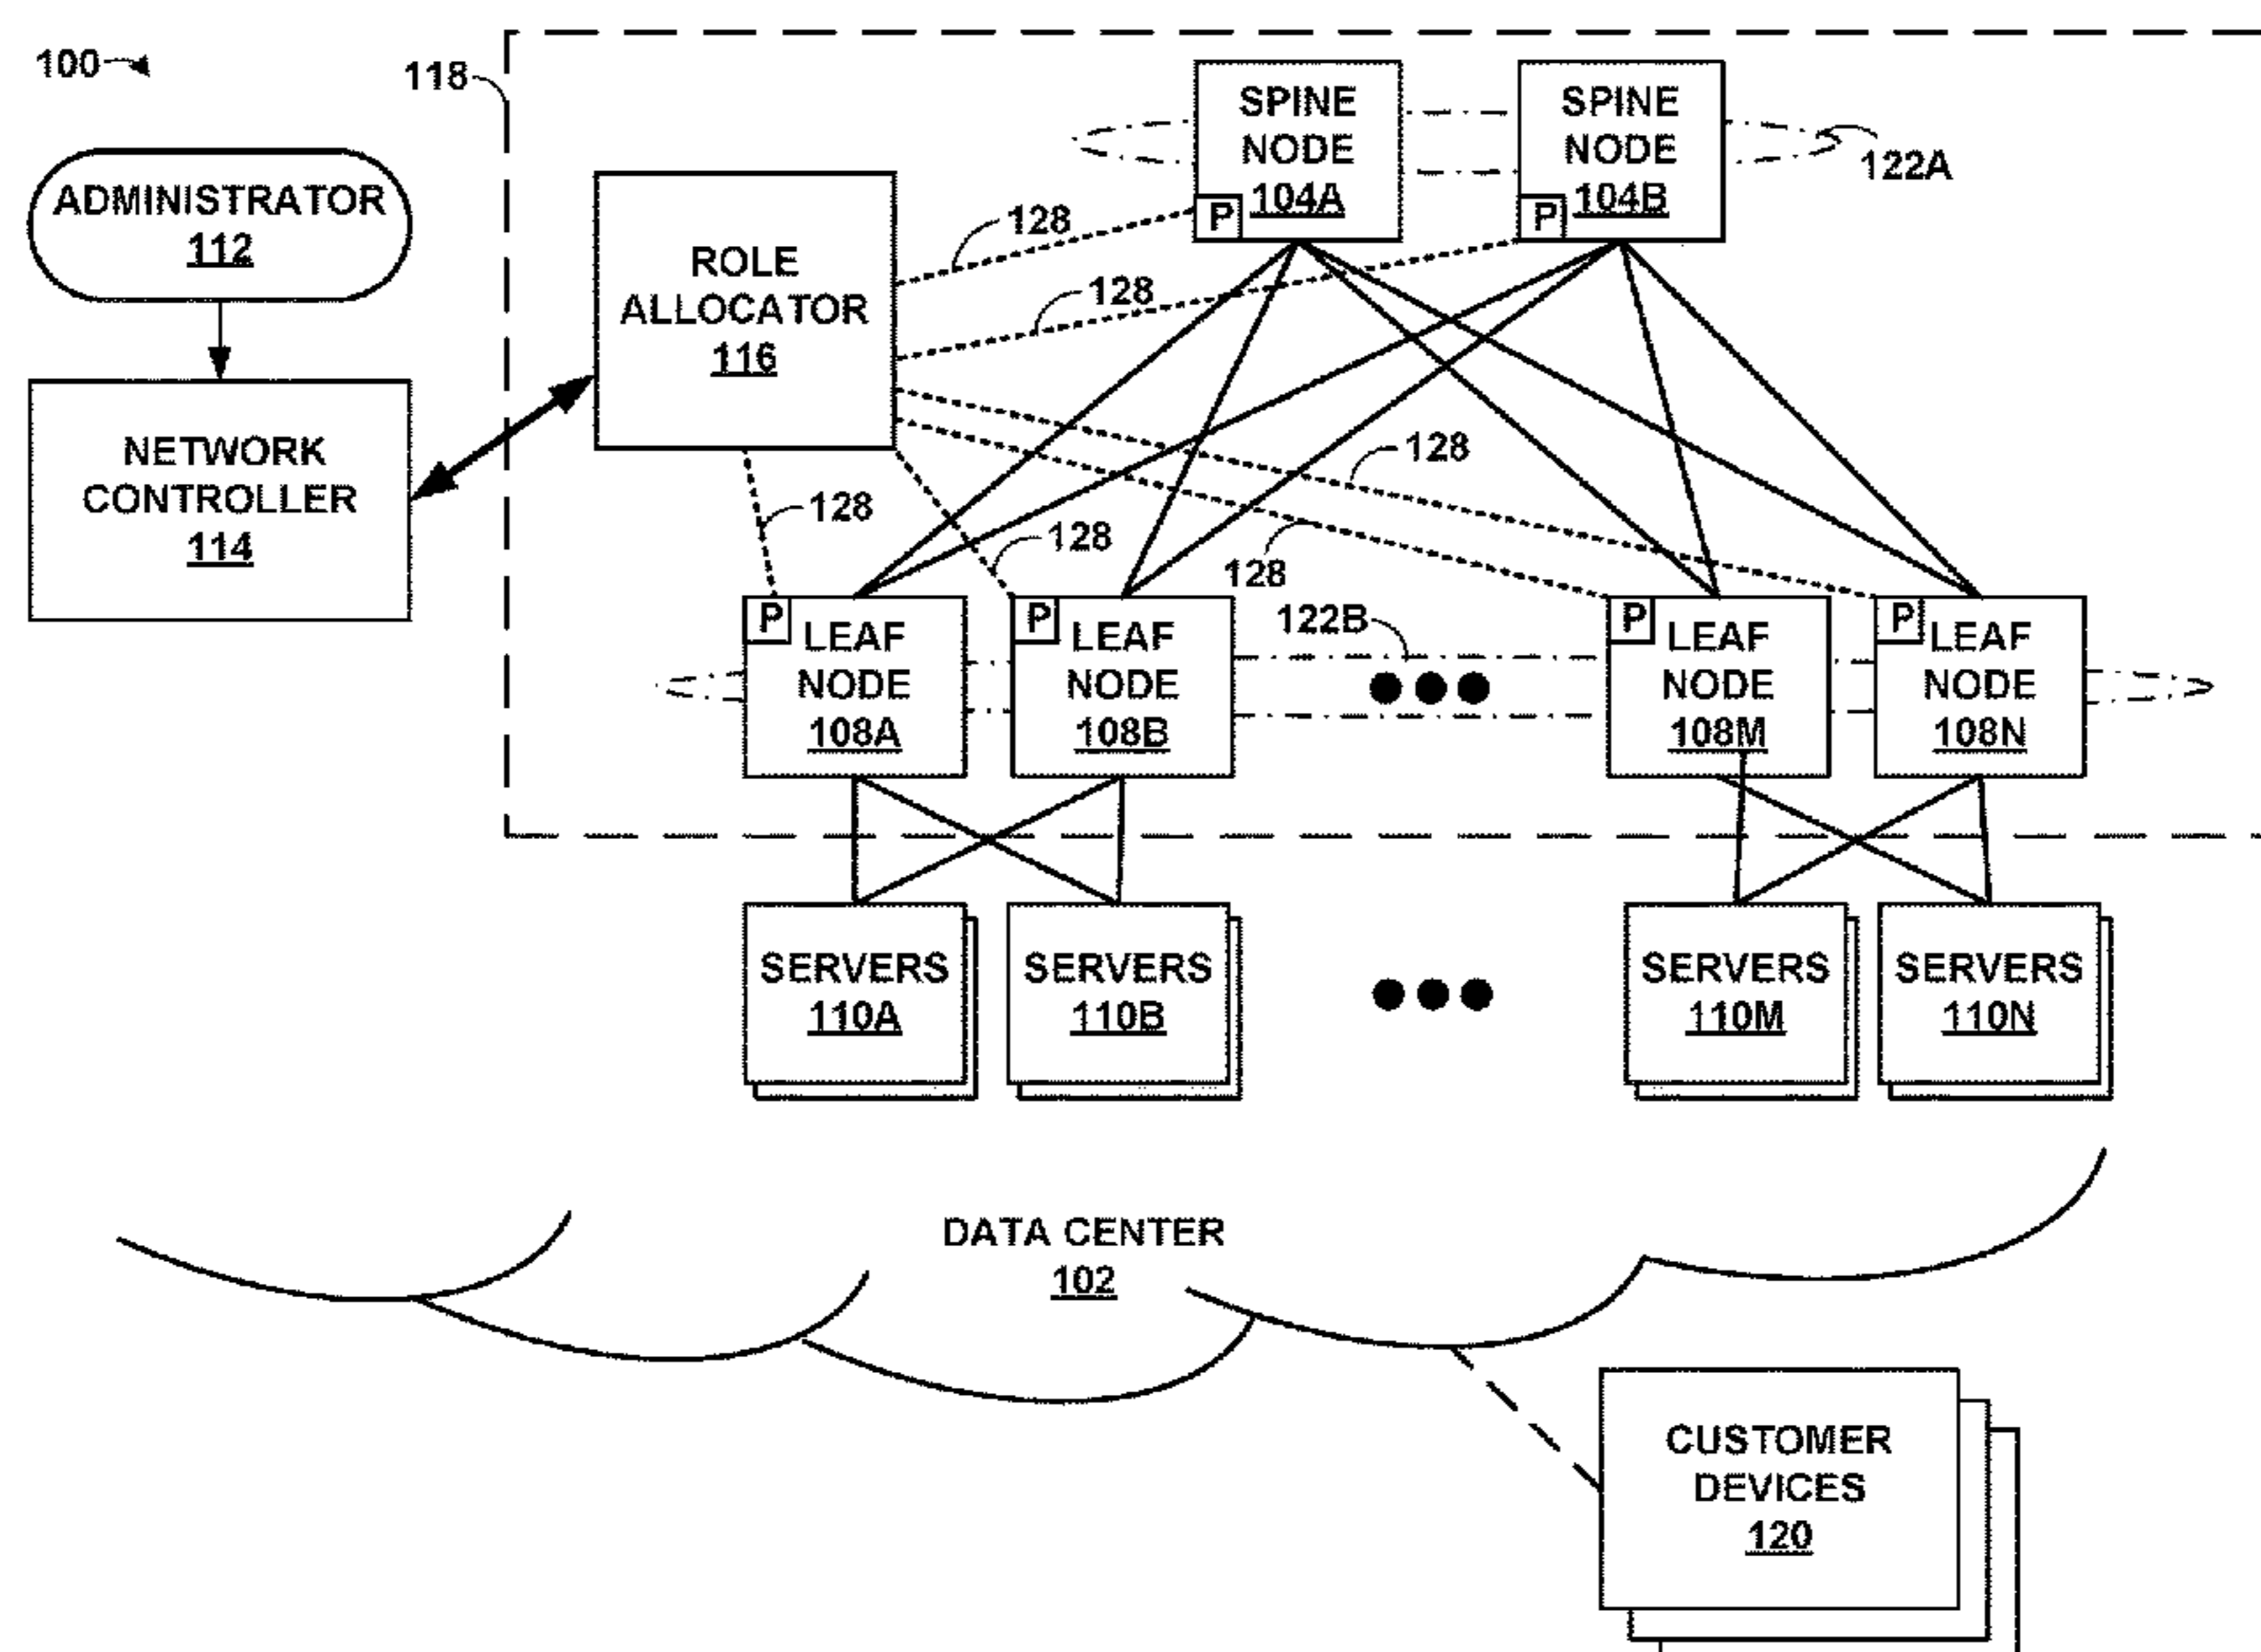 100
118
SPINE
NODE
104A
P
SPINE
NODE
104B
P
122A
ADMINISTRATOR
112
ROLE
ALLOCATOR
116
128
128
NETWORK
CONTROLLER
114
128
128
128
128
122B
P
LEAF
NODE
108A
P
LEAF
NODE
108B
P
LEAF
NODE
108M
P
LEAF
NODE
108N
SERVERS
110A
SERVERS
110B
SERVERS
110M
SERVERS
110N
DATA CENTER
102
CUSTOMER
DEVICES
120